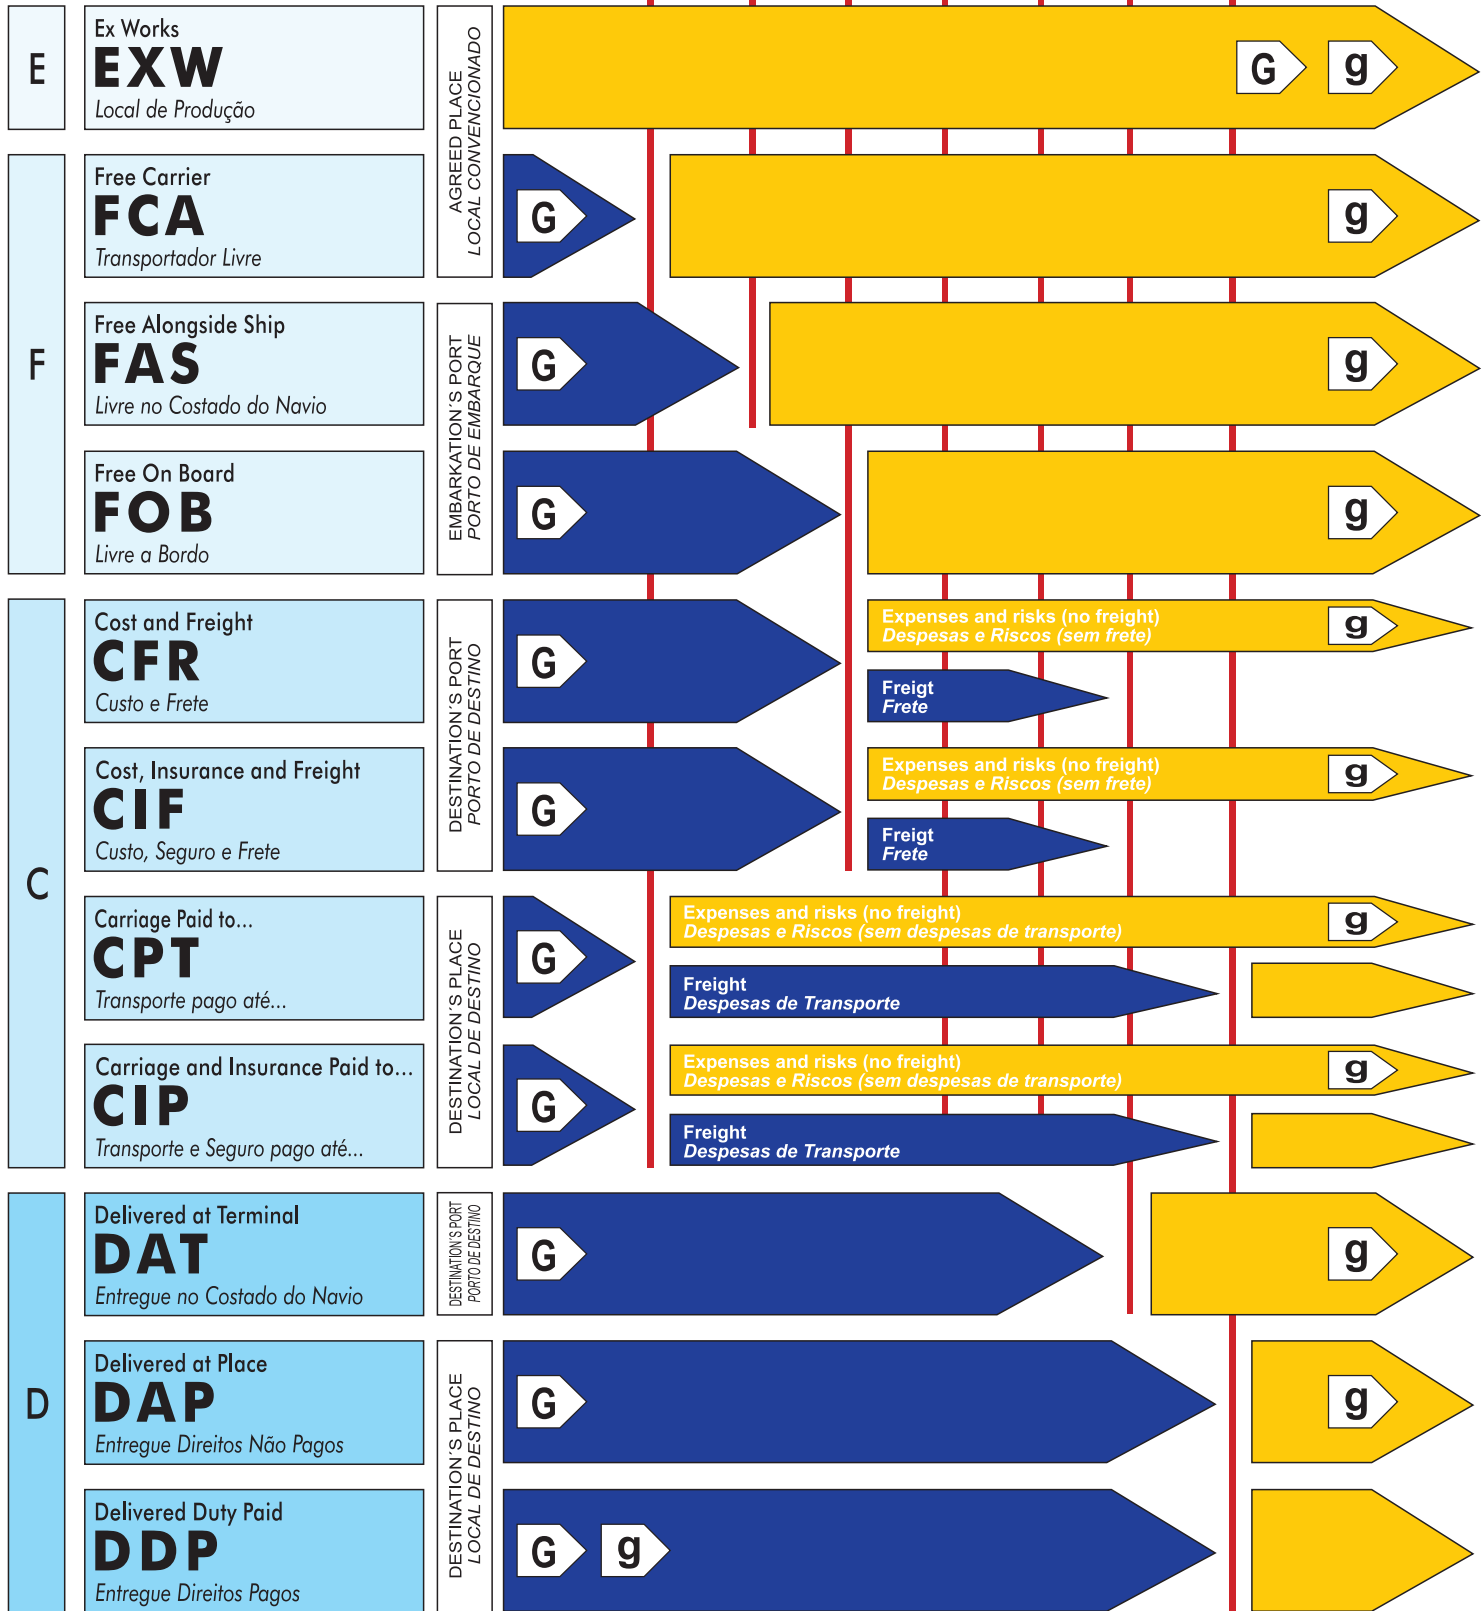 E
Ex Works
EXW
Local de Produção
AGREED PLACE
LOCAL CONVENCIONADO
G
g
F
Free Carrier
FCA
Transportador Livre
G
g
Free Alongside Ship
FAS
Livre no Costado do Navio
EMBARKATION´S PORT
PORTO DE EMBARQUE
G
g
Free On Board
FOB
Livre a Bordo
G
g
C
Cost and Freight
CFR
Custo e Frete
DESTINATION´S PORT
PORTO DE DESTINO
G
Expenses and risks (no freight)
Despesas e Riscos (sem frete)
g
Freigt
Frete
Cost, Insurance and Freight
CIF
Custo, Seguro e Frete
G
Expenses and risks (no freight)
Despesas e Riscos (sem frete)
g
Freigt
Frete
Carriage Paid to...
CPT
Transporte pago até...
DESTINATION´S PLACE
LOCAL DE DESTINO
G
Expenses and risks (no freight)
Despesas e Riscos (sem despesas de transporte)
g
Freight
Despesas de Transporte
Carriage and Insurance Paid to...
CIP
Transporte e Seguro pago até...
G
Expenses and risks (no freight)
Despesas e Riscos (sem despesas de transporte)
g
Freight
Despesas de Transporte
D
Delivered at Terminal
DAT
Entregue no Costado do Navio
DESTINATION´S PORT
PORTO DE DESTINO
G
g
Delivered at Place
DAP
Entregue Direitos Não Pagos
DESTINATION´S PLACE
LOCAL DE DESTINO
G
g
Delivered Duty Paid
DDP
Entregue Direitos Pagos
G
g